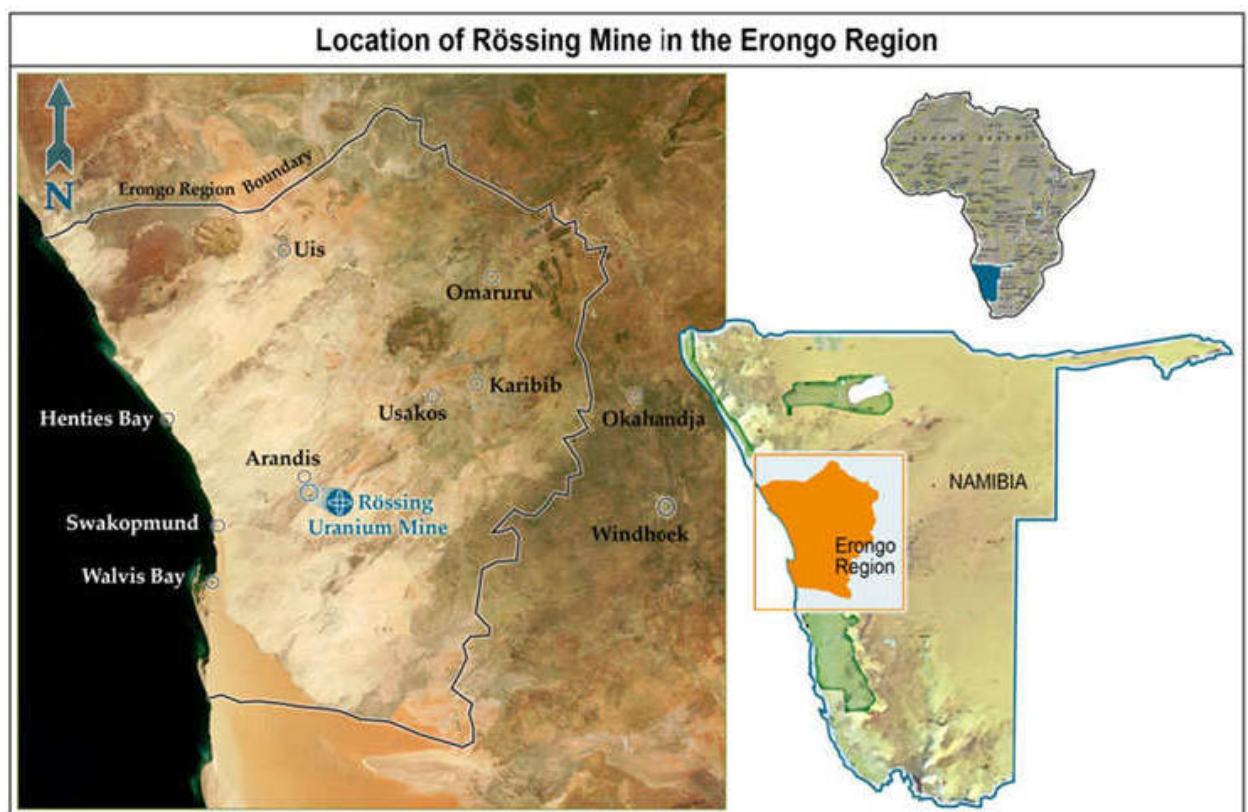 Location of Rössing Mine in the Erongo Region
N
Erongo Region Boundary
Uis
Omaruru
Karibib
Usakos
Okahandja
Henties Bay
Arandis
Rössing
Uranium Mine
Swakopmund
Windhoek
Walvis Bay
NAMIBIA
Erongo
Region